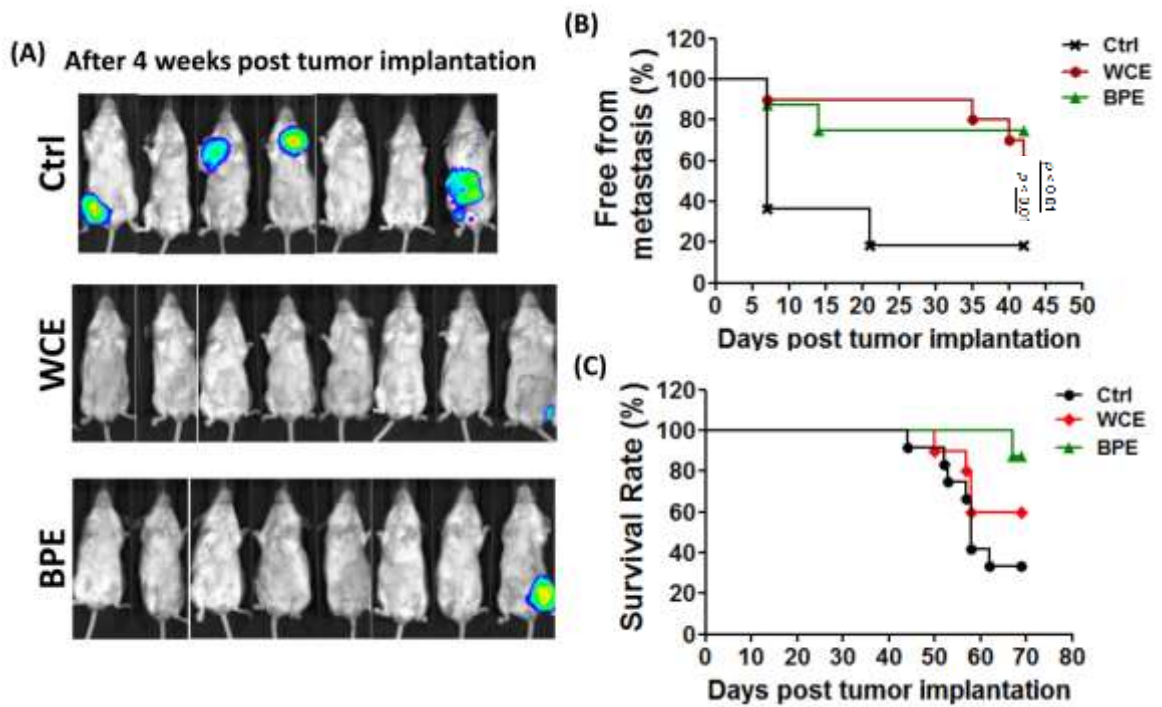 (A) After 4 weeks post tumor implantation
Ctrl
WCE
BPE
(B)
Free from
metastasis (%)
120
100
80
60
40
20
0
0 5 10 15 20 25 30 35 40 45 50
Days post tumor implantation
Ctrl
WCE
BPE
(C)
Survival Rate (%)
120
100
80
60
40
20
0
0 10 20 30 40 50 60 70 80
Days post tumor implantation
Ctrl
WCE
BPE